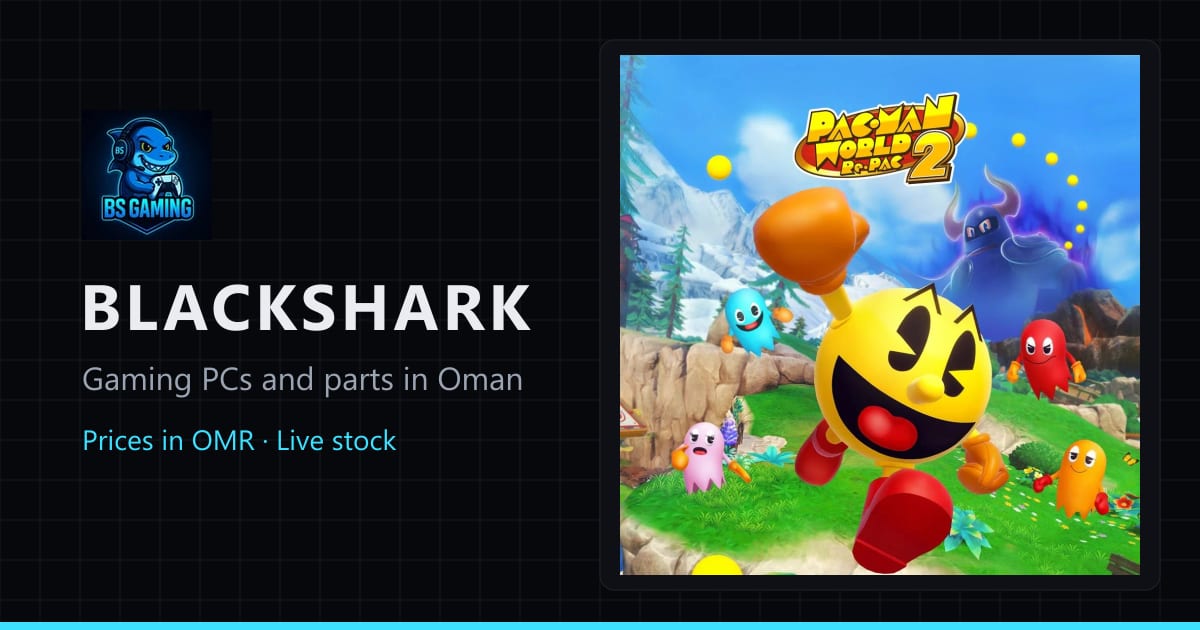 BS
BS GAMING
BLACKSHARK
Gaming PCs and parts in Oman
Prices in OMR · Live stock
PAC-MAN
WORLD
Re-PAC 2